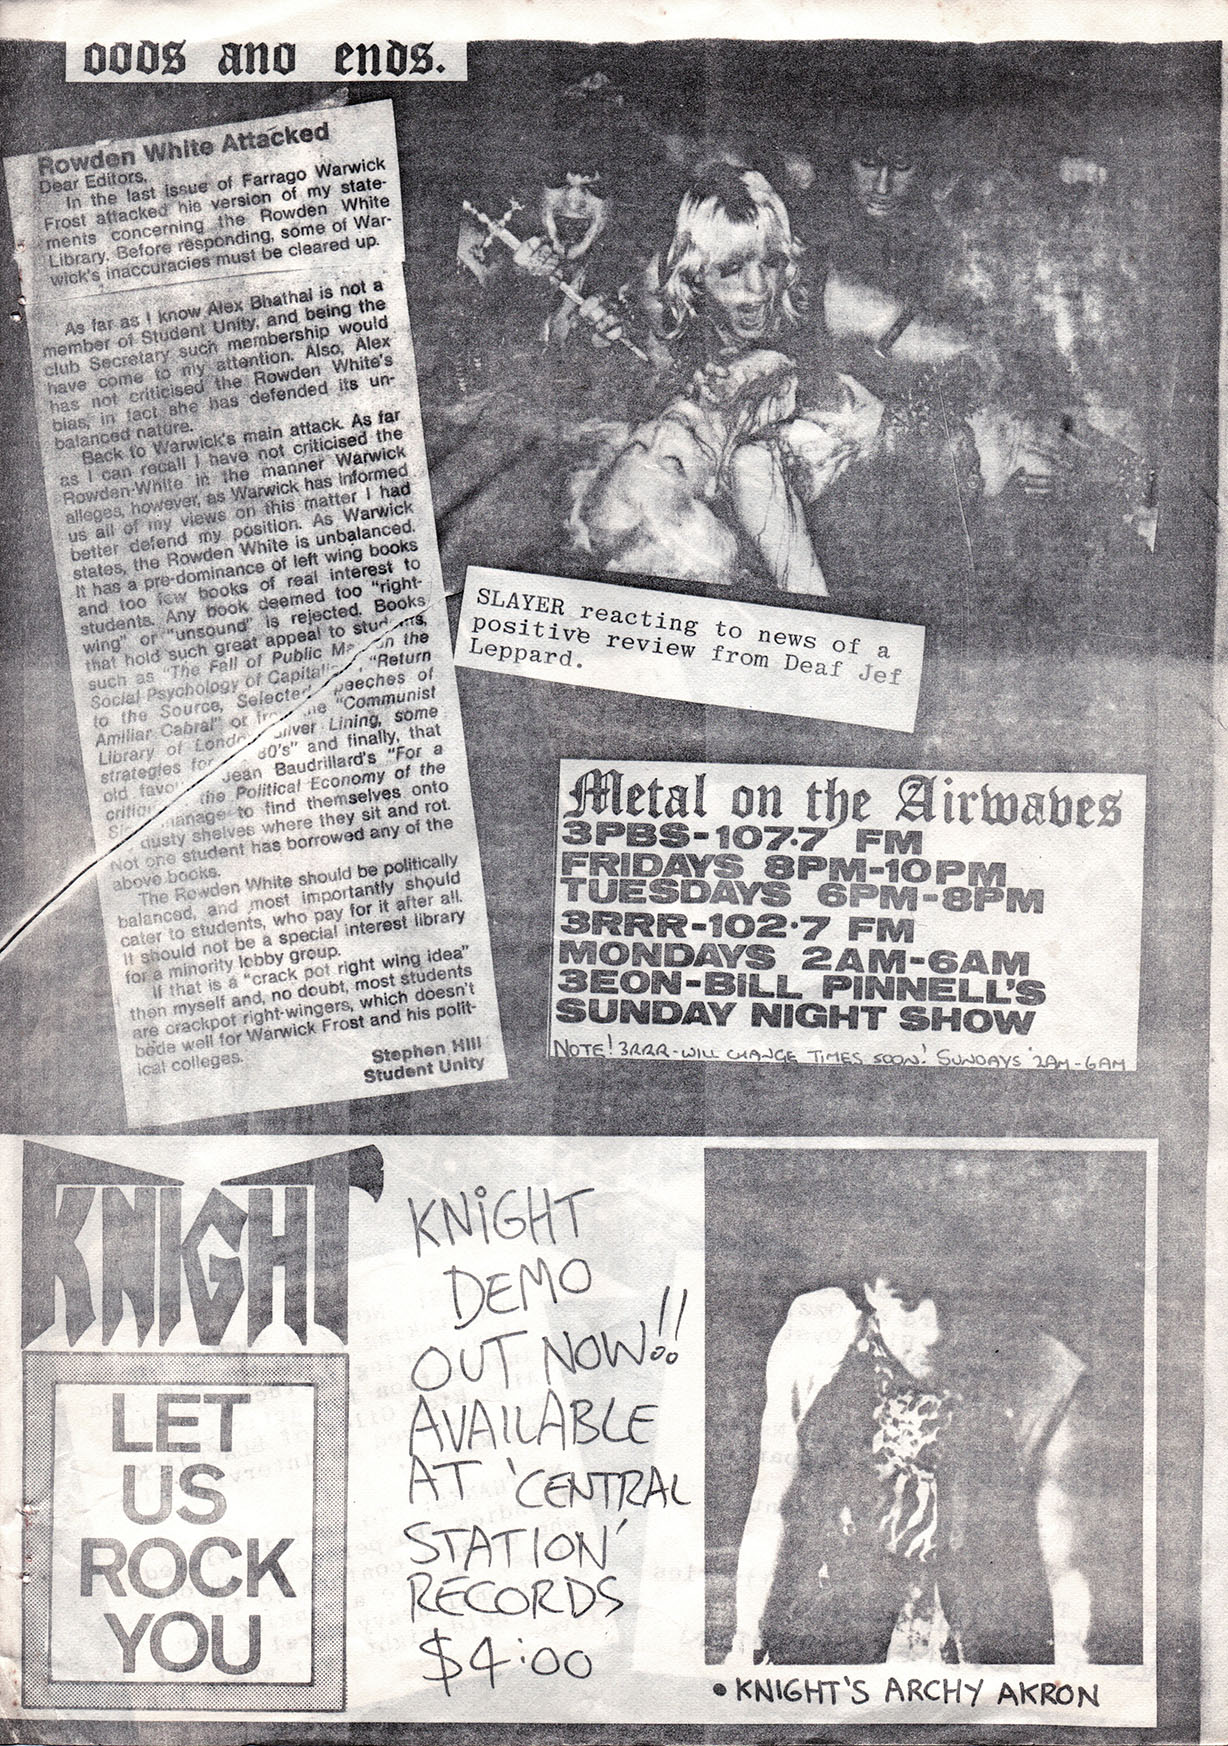 odds and ends.
Rowden White Attacked
Dear Editors,
In the last issue of Farrago Warwick
Frost attacked his version of my state-
ments concerning the Rowden White
Library. Before responding, some of War-
wick's inaccuracies must be cleared up.
As far as I know Alex Bhathal is not a
member of Student Unity, and being the
club Secretary such membership would
have come to my attention. Also, Alex
has not criticised the Rowden White's
bias, in fact she has defended its un-
balanced nature.
Back to Warwick's main attack. As far
as I can recall I have not criticised the
Rowden-White in the manner Warwick
alleges, however, as Warwick has informed
us all of my views on this matter I had
better defend my position. As Warwick
states, the Rowden White is unbalanced.
It has a pre-dominance of left wing books
and too few books of real interest to
students. Any book deemed too "right-
wing" or "unsound" is rejected. Books
that hold such great appeal to
such as "The Fall of Public the
Social Psychology of "Return
to the Source, Selected of
Amiliar Cabral" or "Communist
Library of Lining, some
strategies for 80's" and finally, that
old Jean Baudrillard's "For a
the Political Economy of the
manage to find themselves onto
dusty shelves where they sit and rot.
Not one student has borrowed any of the
above books.
The Rowden White should be politically
balanced, and most importantly should
cater to students, who pay for it after all.
It should not be a special interest library
for a minority lobby group.
If that is a "crack pot right wing idea"
then myself and, no doubt, most students
are crackpot right-wingers, which doesn't
bode well for Warwick Frost and his polit-
ical colleges.
Stephen Hill
Student Unity
SLAYER reacting to news of a
positive review from Deaf Jef
Leppard.
Metal on the Airwaves
3PBS-107.7 FM
FRIDAYS 8PM-10PM
TUESDAYS 6PM-8PM
3RRR-102.7 FM
MONDAYS 2AM-6AM
3EON-BILL PINNELL'S
SUNDAY NIGHT SHOW
NOTE! 3RRR-WILL CHANGE TIMES SOON! SUNDAYS 2AM-6AM
KNIGHT
LET
US
ROCK
YOU
KNiGHT
DEMO
OUT NOW!!
AVAILABLE
AT 'CENTRAL
STATION'
RECORDS
$4:00
• KNIGHT'S ARCHY AKRON